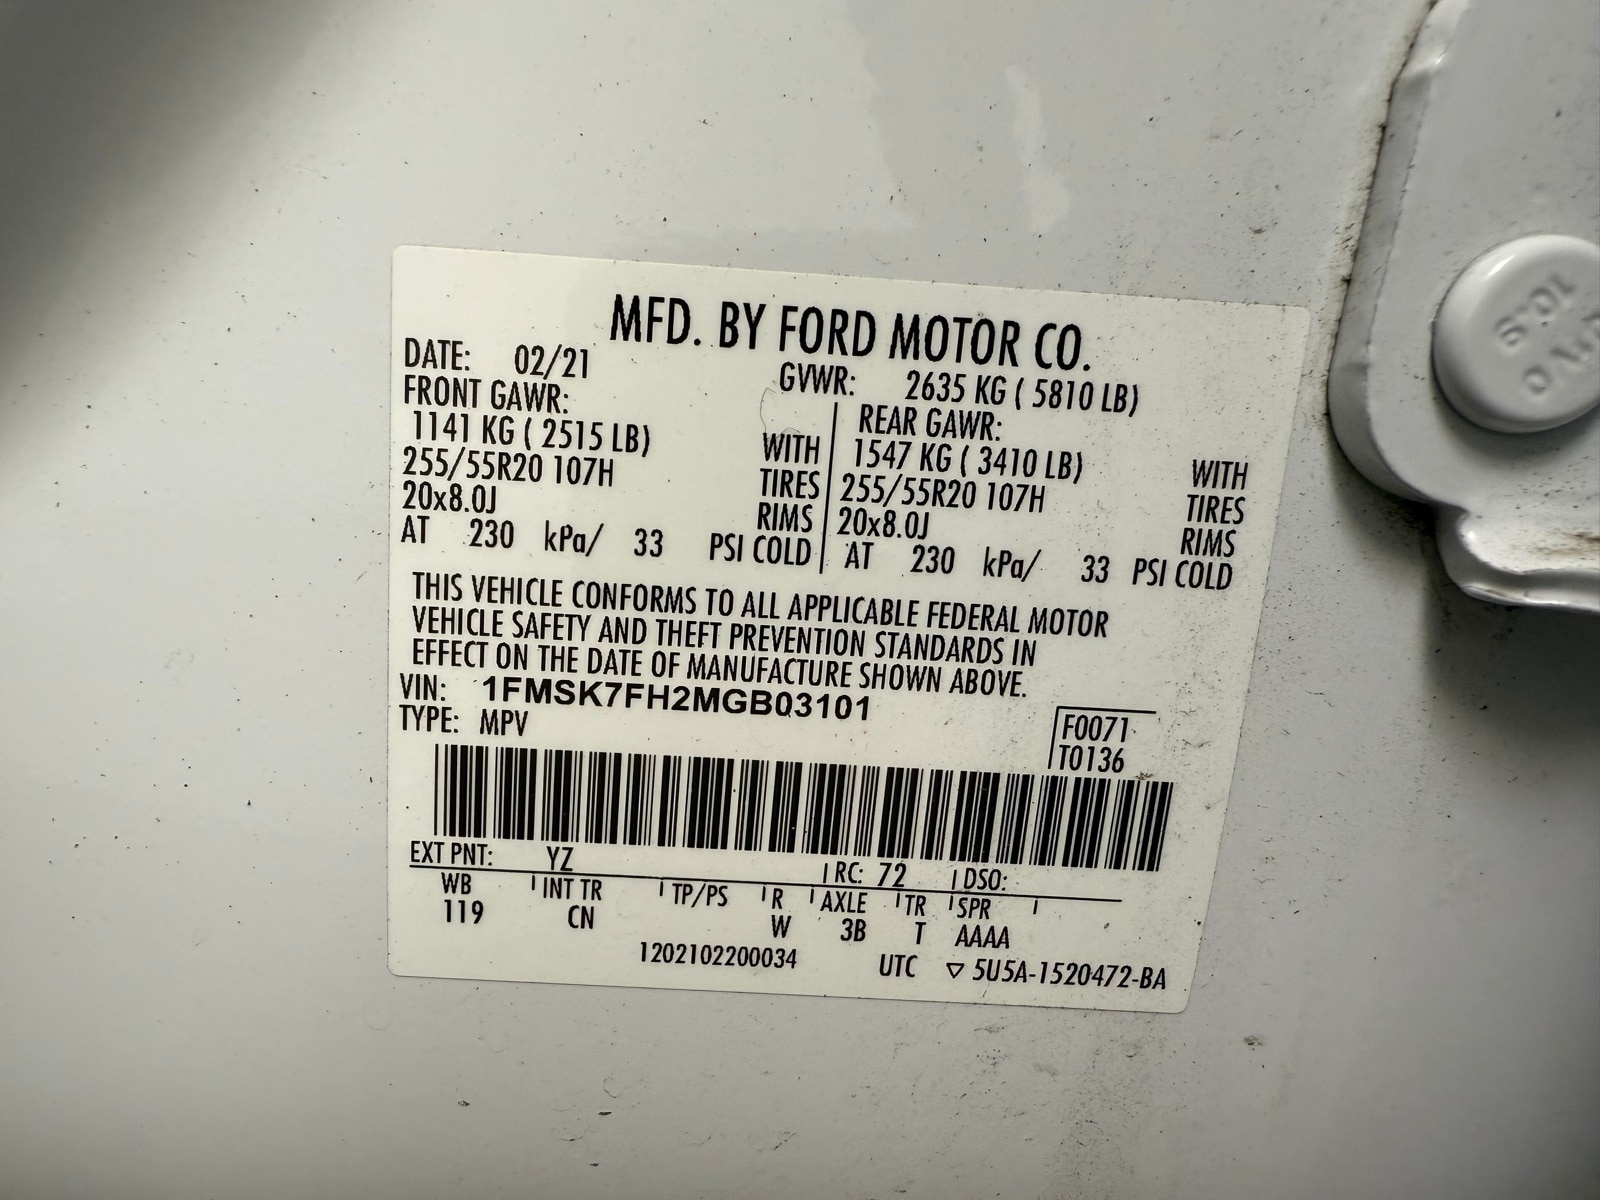 MFD. BY FORD MOTOR CO.
DATE: 02/21 GVWR: 2635 KG ( 5810 LB)
FRONT GAWR: REAR GAWR:
1141 KG ( 2515 LB) WITH 1547 KG ( 3410 LB) WITH
255/55R20 107H TIRES 255/55R20 107H TIRES
20x8.0J RIMS 20x8.0J RIMS
AT 230 kPa/ 33 PSI COLD AT 230 kPa/ 33 PSI COLD
THIS VEHICLE CONFORMS TO ALL APPLICABLE FEDERAL MOTOR
VEHICLE SAFETY AND THEFT PREVENTION STANDARDS IN
EFFECT ON THE DATE OF MANUFACTURE SHOWN ABOVE.
VIN: 1FMSK7FH2MGB03101
TYPE: MPV
F0071
T0136
EXT PNT: YZ RC: 72 DSO:
WB INT TR TP/PS R AXLE TR SPR
119 CN W 3B T AAAA
1202102200034 UTC ▽ 5U5A-1520472-BA
10.9